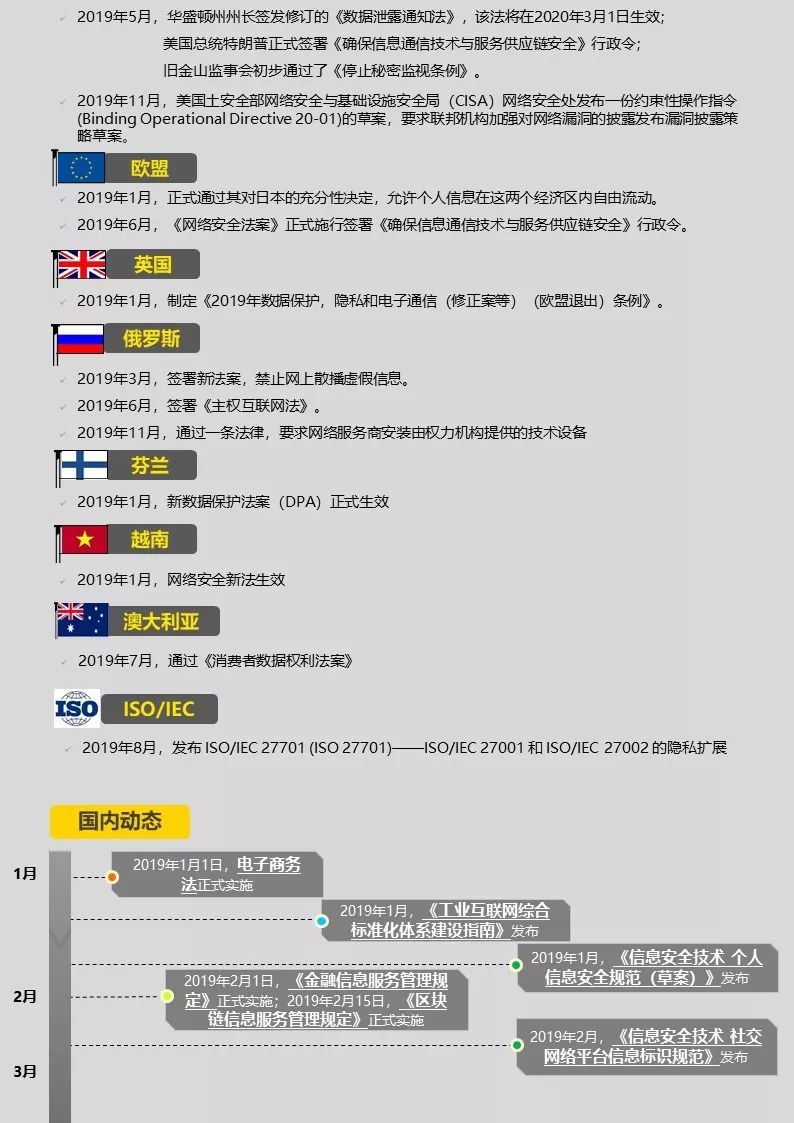 2019年5月，华盛顿州州长签发修订的《数据泄露通知法》，该法将在2020年3月1日生效；
美国总统特朗普正式签署《确保信息通信技术与服务供应链安全》行政令；
旧金山监事会初步通过了《停止秘密监视条例》。
2019年11月，美国土安全部网络安全与基础设施安全局（CISA）网络安全处发布一份约束性操作指令
(Binding Operational Directive 20-01)的草案，要求联邦机构加强对网络漏洞的披露发布漏洞披露策
略草案。
欧盟
2019年1月，正式通过其对日本的充分性决定，允许个人信息在这两个经济区内自由流动。
2019年6月，《网络安全法案》正式施行签署《确保信息通信技术与服务供应链安全》行政令。
英国
2019年1月，制定《2019年数据保护，隐私和电子通信（修正案等）（欧盟退出）条例》。
俄罗斯
2019年3月，签署新法案，禁止网上散播虚假信息。
2019年6月，签署《主权互联网法》。
2019年11月，通过一条法律，要求网络服务商安装由权力机构提供的技术设备
芬兰
2019年1月，新数据保护法案（DPA）正式生效
越南
2019年1月，网络安全新法生效
澳大利亚
2019年7月，通过《消费者数据权利法案》
ISO
ISO/IEC
2019年8月，发布 ISO/IEC 27701 (ISO 27701)——ISO/IEC 27001 和 ISO/IEC 27002 的隐私扩展
国内动态
1月
2019年1月1日，电子商务
法正式实施
2019年1月，《工业互联网综合
标准化体系建设指南》发布
2019年1月，《信息安全技术 个人
信息安全规范（草案）》发布
2月
2019年2月1日，《金融信息服务管理规
定》正式实施；2019年2月15日，《区块
链信息服务管理规定》正式实施
2019年2月，《信息安全技术 社交
网络平台信息标识规范》发布
3月